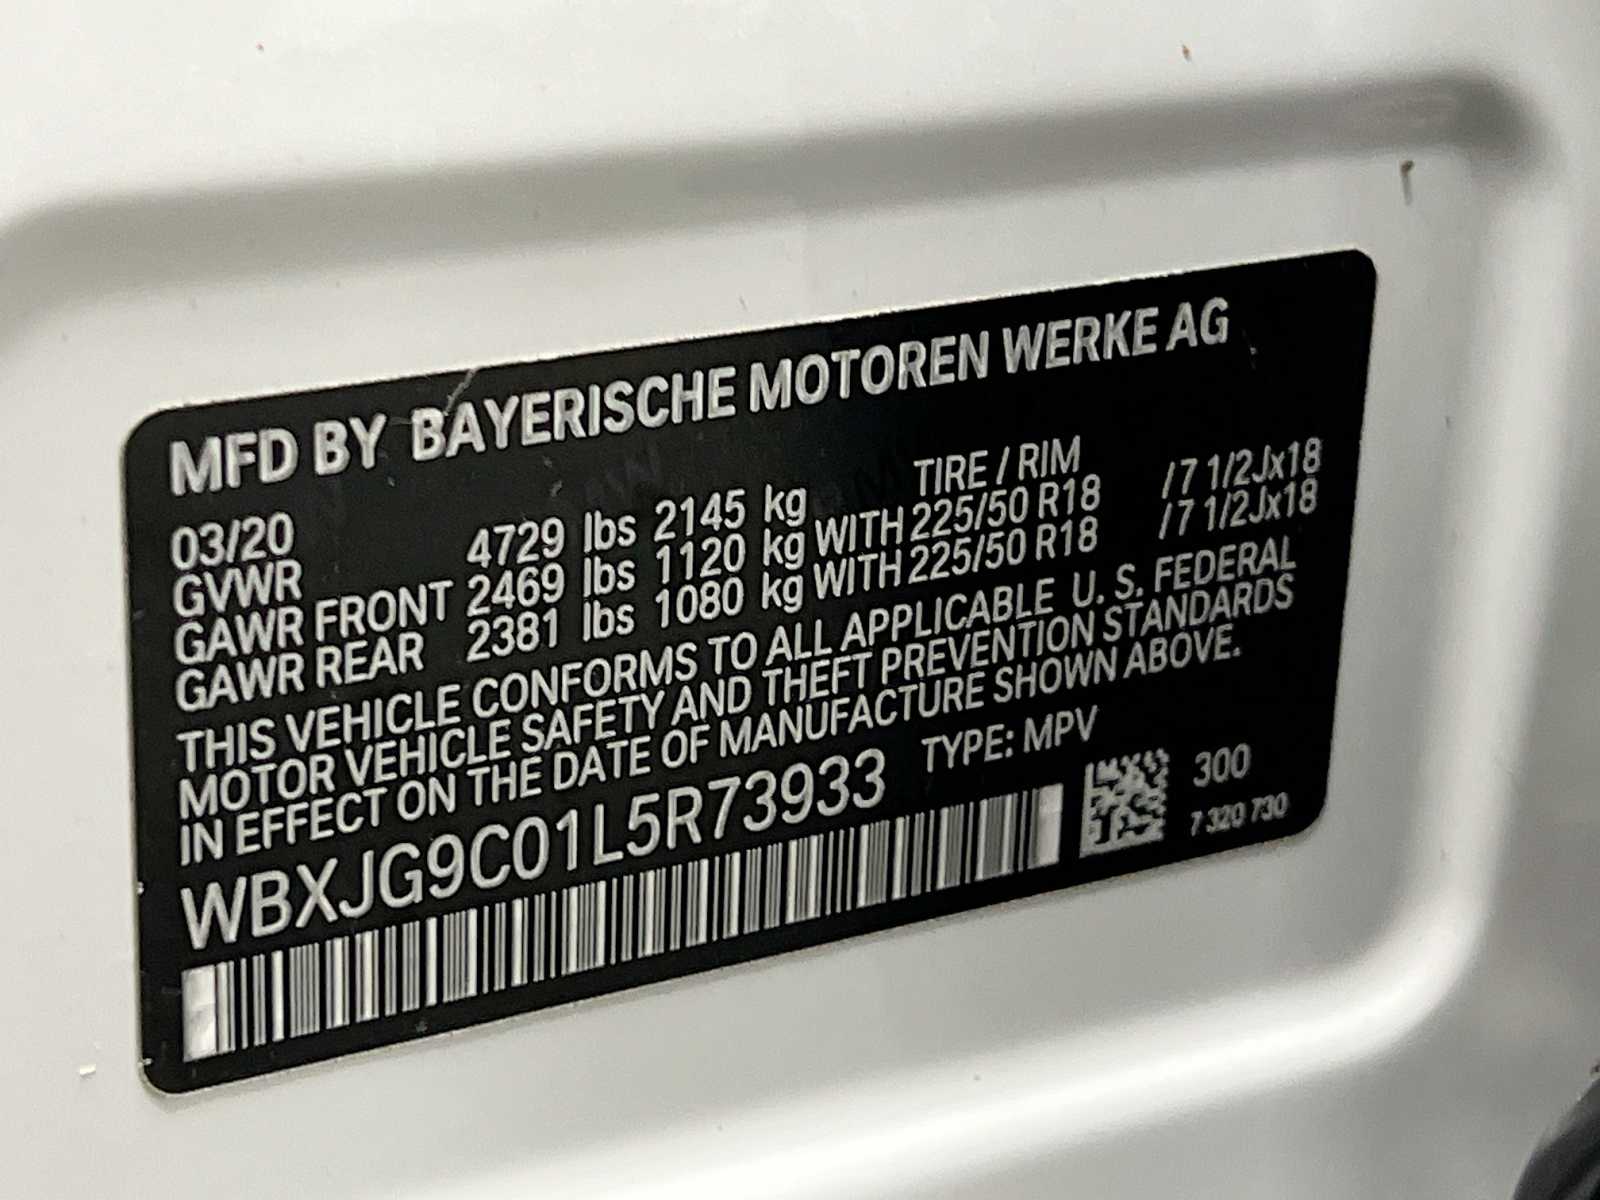 MFD BY BAYERISCHE MOTOREN WERKE AG
03/20 TIRE / RIM
GVWR 4729 lbs 2145 kg
GAWR FRONT 2469 lbs 1120 kg WITH 225/50 R18 /7 1/2Jx18
GAWR REAR 2381 lbs 1080 kg WITH 225/50 R18 /7 1/2Jx18
THIS VEHICLE CONFORMS TO ALL APPLICABLE U. S. FEDERAL
MOTOR VEHICLE SAFETY AND THEFT PREVENTION STANDARDS
IN EFFECT ON THE DATE OF MANUFACTURE SHOWN ABOVE.
WBXJG9C01L5R73933 TYPE: MPV
300
7 320 730